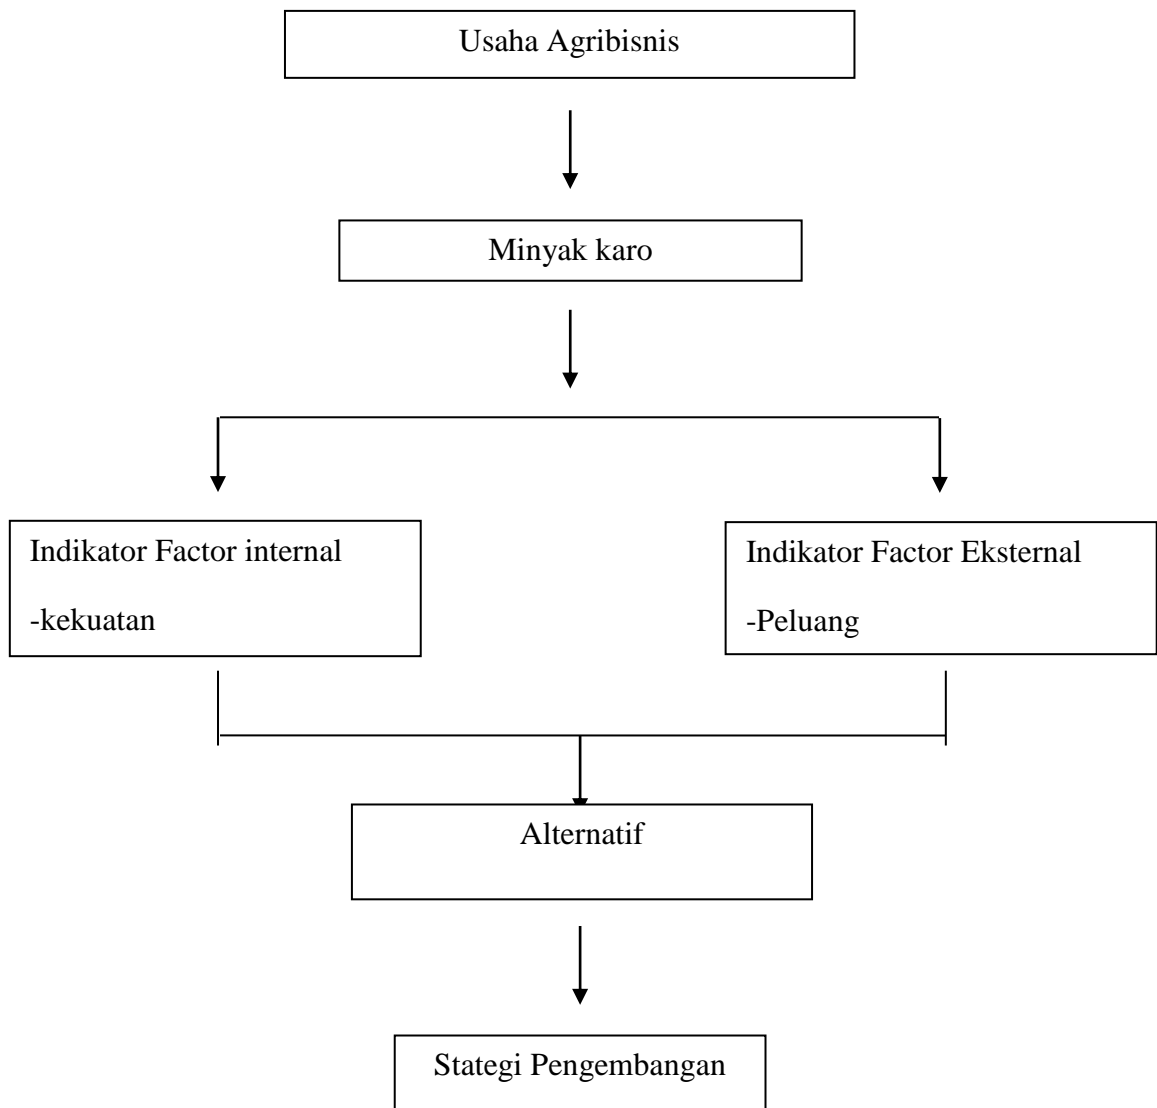 Usaha Agribisnis
Minyak karo
Indikator Factor internal
-kekuatan
Indikator Factor Eksternal
-Peluang
Alternatif
Stategi Pengembangan